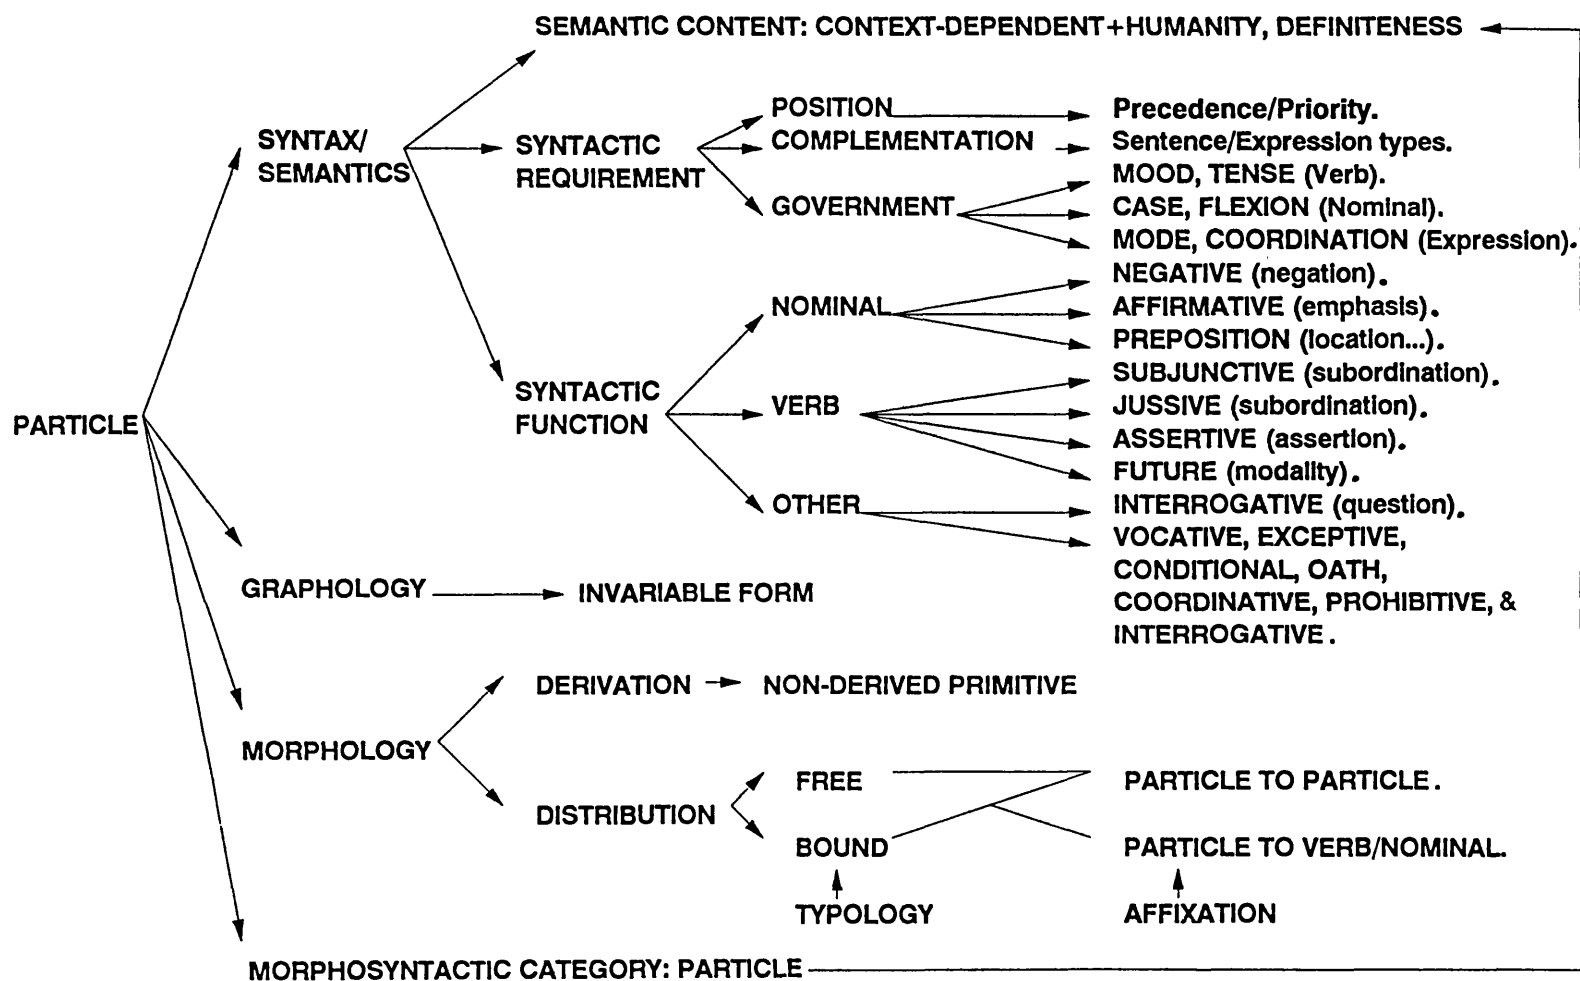 SEMANTIC CONTENT: CONTEXT-DEPENDENT+HUMANITY, DEFINITENESS
SYNTAX/
SEMANTICS
SYNTACTIC
REQUIREMENT
POSITION
Precedence/Priority.
COMPLEMENTATION
Sentence/Expression types.
GOVERNMENT
MOOD, TENSE (Verb).
CASE, FLEXION (Nominal).
MODE, COORDINATION (Expression).
SYNTACTIC
FUNCTION
NOMINAL
NEGATIVE (negation).
AFFIRMATIVE (emphasis).
PREPOSITION (location...).
VERB
SUBJUNCTIVE (subordination).
JUSSIVE (subordination).
ASSERTIVE (assertion).
FUTURE (modality).
OTHER
INTERROGATIVE (question).
VOCATIVE, EXCEPTIVE,
CONDITIONAL, OATH,
COORDINATIVE, PROHIBITIVE, &
INTERROGATIVE.
PARTICLE
GRAPHOLOGY
INVARIABLE FORM
MORPHOLOGY
DERIVATION
NON-DERIVED PRIMITIVE
DISTRIBUTION
FREE
PARTICLE TO PARTICLE.
BOUND
PARTICLE TO VERB/NOMINAL.
TYPOLOGY
AFFIXATION
MORPHOSYNTACTIC CATEGORY: PARTICLE